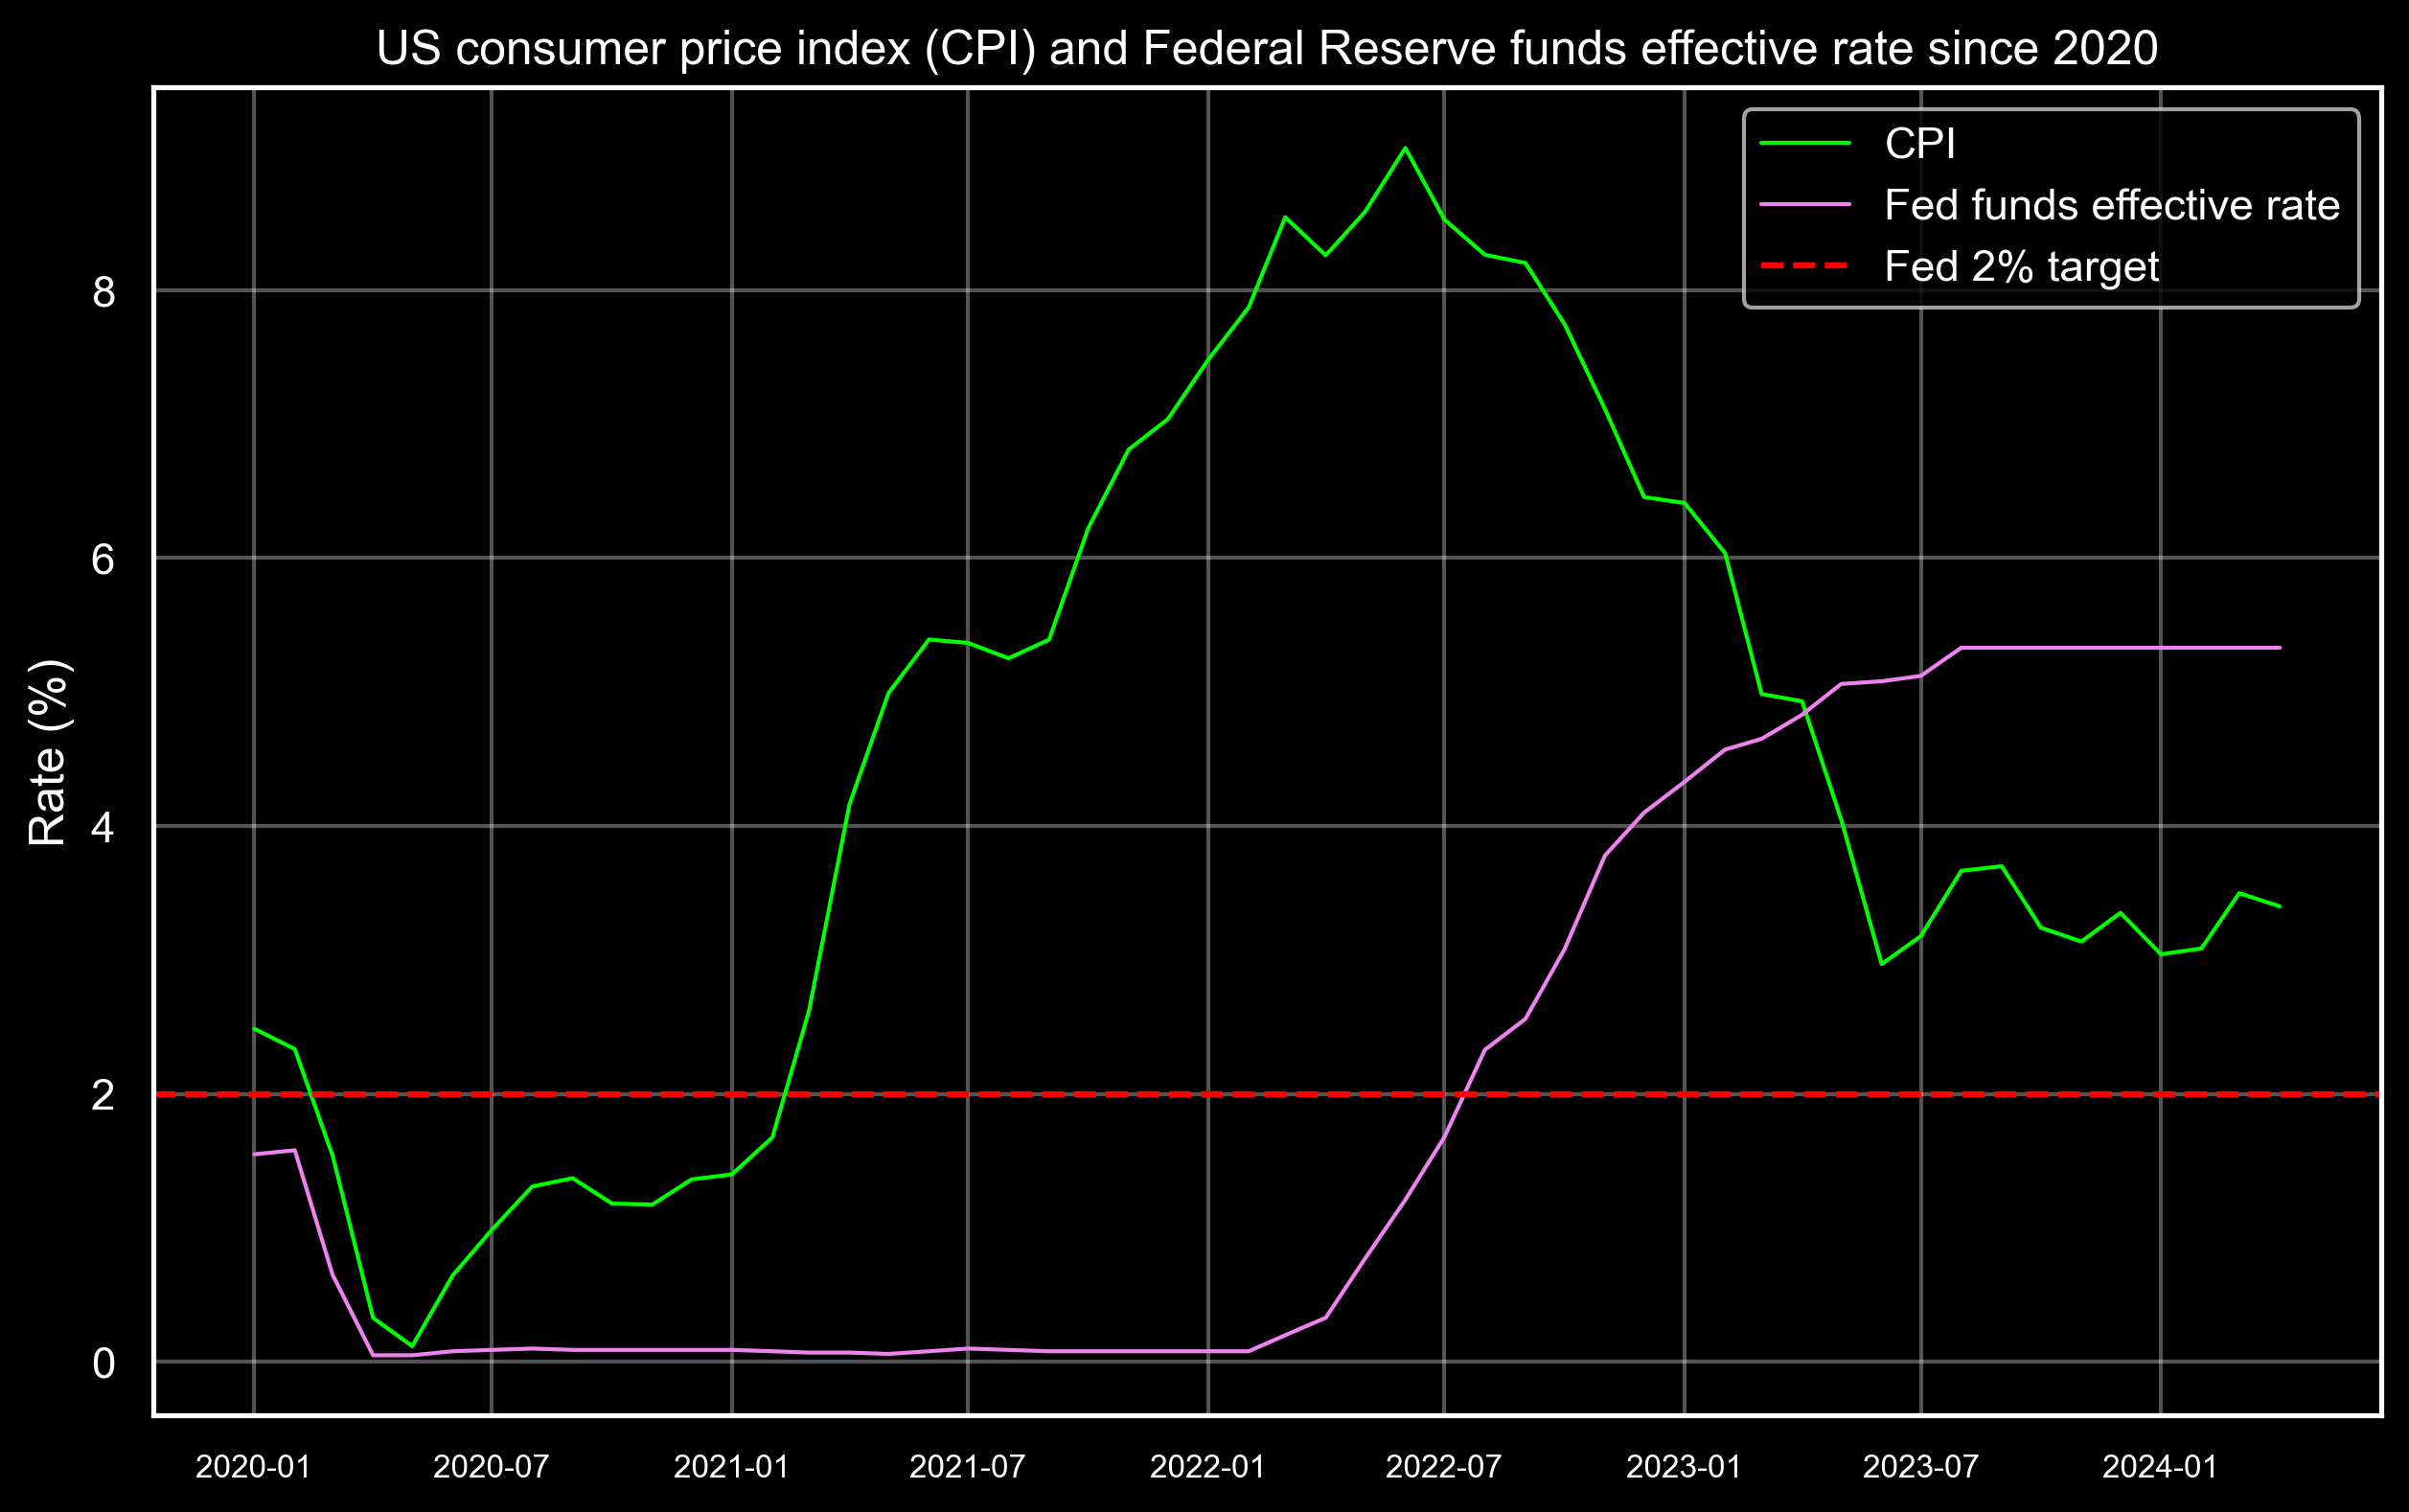 US consumer price index (CPI) and Federal Reserve funds effective rate since 2020
CPI
Fed funds effective rate
Fed 2% target
Rate (%)
8
6
4
2
0
2020-01
2020-07
2021-01
2021-07
2022-01
2022-07
2023-01
2023-07
2024-01